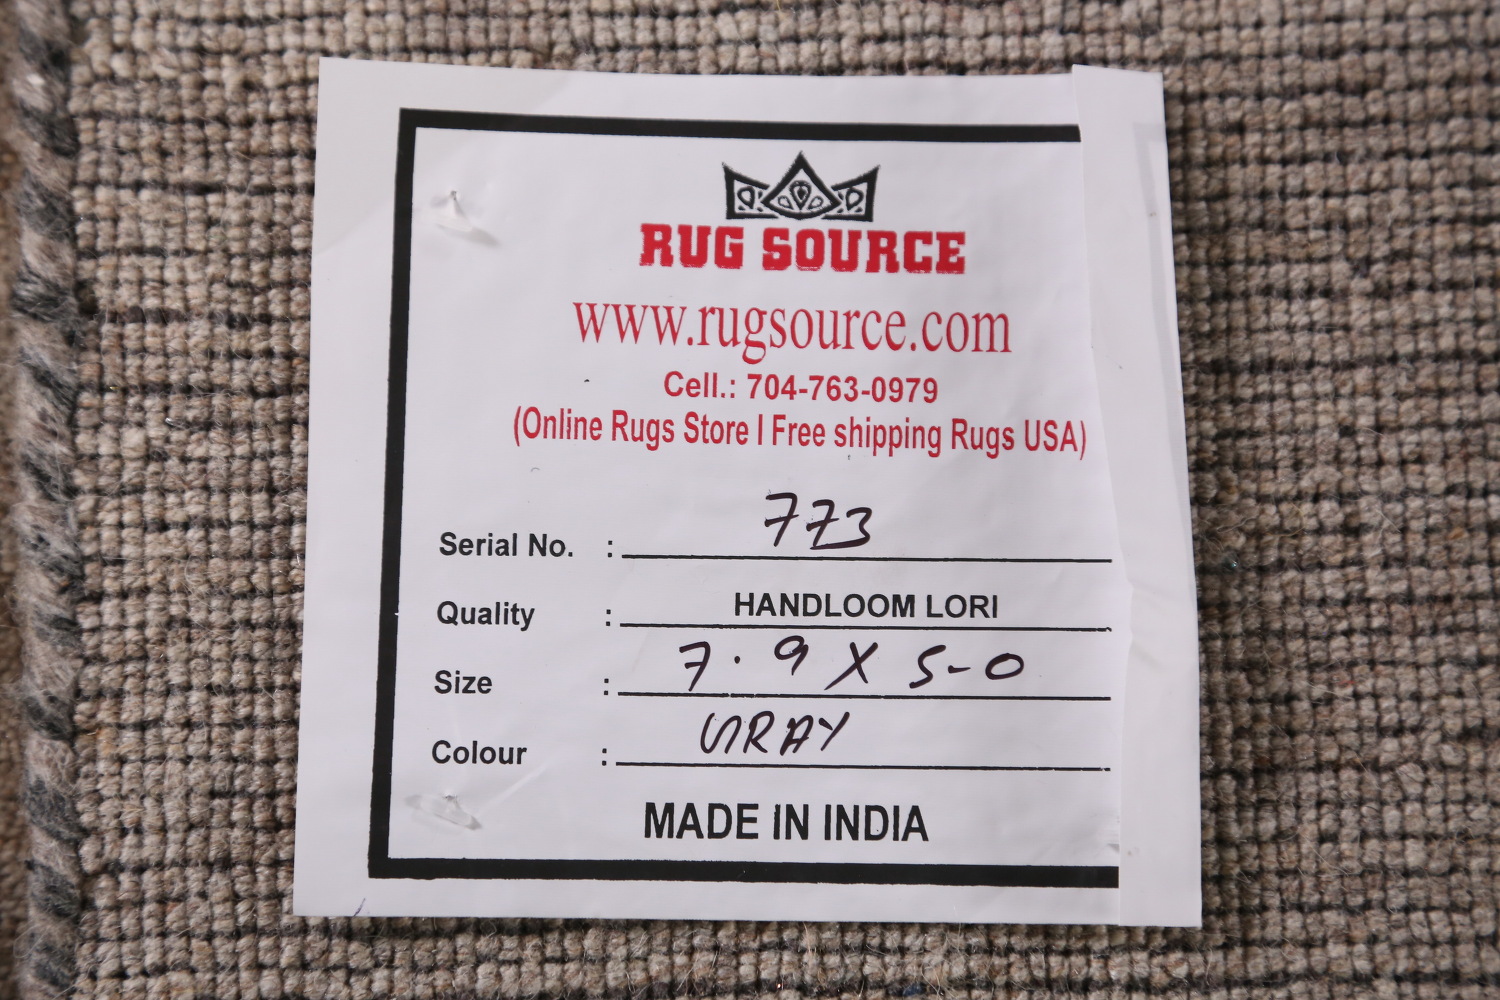 RUG SOURCE
www.rugsource.com
Cell.: 704-763-0979
(Online Rugs Store I Free shipping Rugs USA)
Serial No. : 773
Quality : HANDLOOM LORI
Size : 7.9 X 5-0
Colour : GRAY
MADE IN INDIA